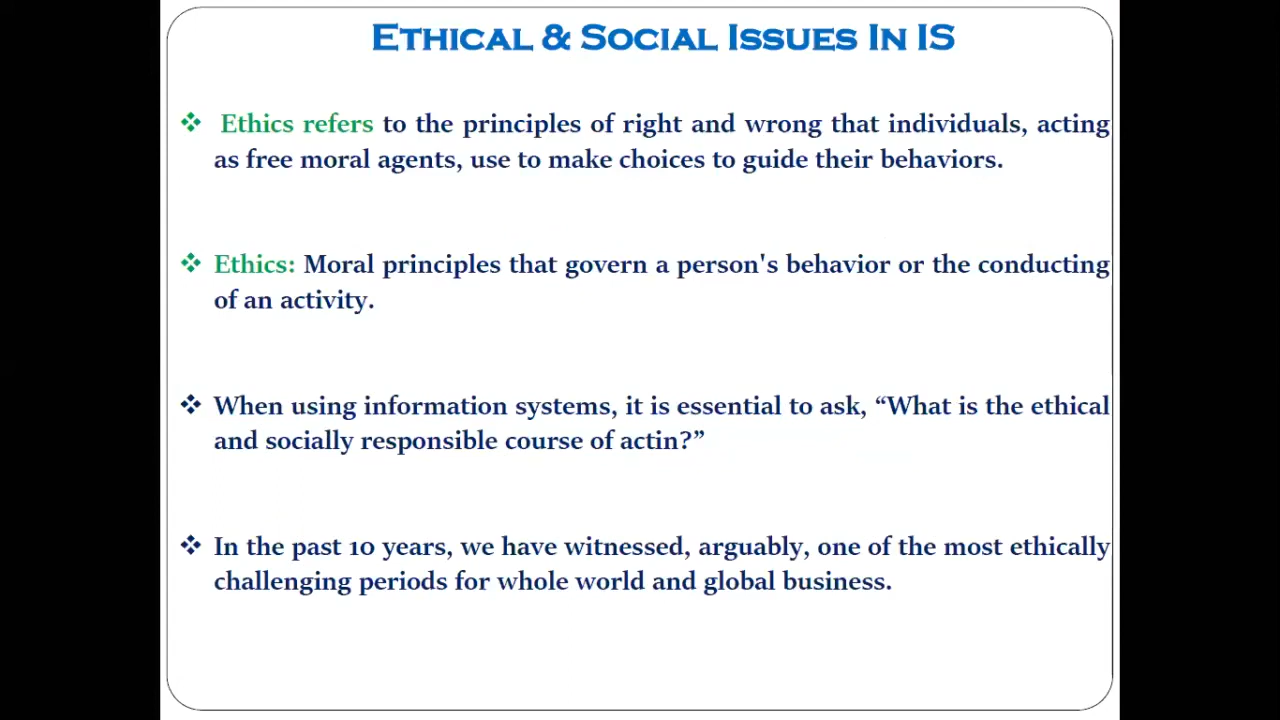 ETHICAL & SOCIAL ISSUES IN IS
Ethics refers to the principles of right and wrong that individuals, acting
as free moral agents, use to make choices to guide their behaviors.
Ethics: Moral principles that govern a person's behavior or the conducting
of an activity.
When using information systems, it is essential to ask, “What is the ethical
and socially responsible course of actin?”
In the past 10 years, we have witnessed, arguably, one of the most ethically
challenging periods for whole world and global business.